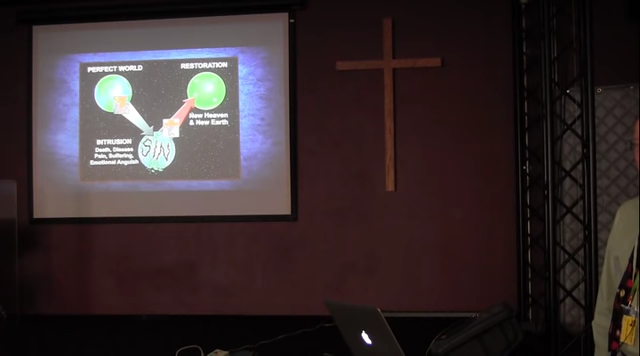 PERFECT WORLD
RESTORATION
New Heaven
& New Earth
INTRUSION
Death, Disease
Pain, Suffering,
Emotional Anguish
SIN